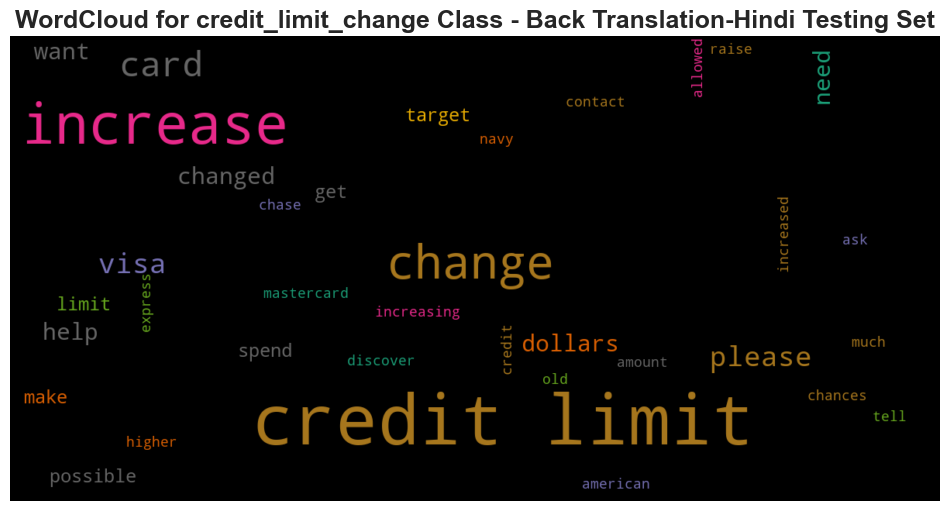 WordCloud for credit_limit_change Class - Back Translation-Hindi Testing Set
want
card
allowed
raise
need
increase
target
contact
navy
changed
get
chase
increased
ask
visa
change
express
limit
mastercard
increasing
help
spend
discover
credit
dollars
amount
please
much
old
make
credit limit
chances
tell
higher
possible
american